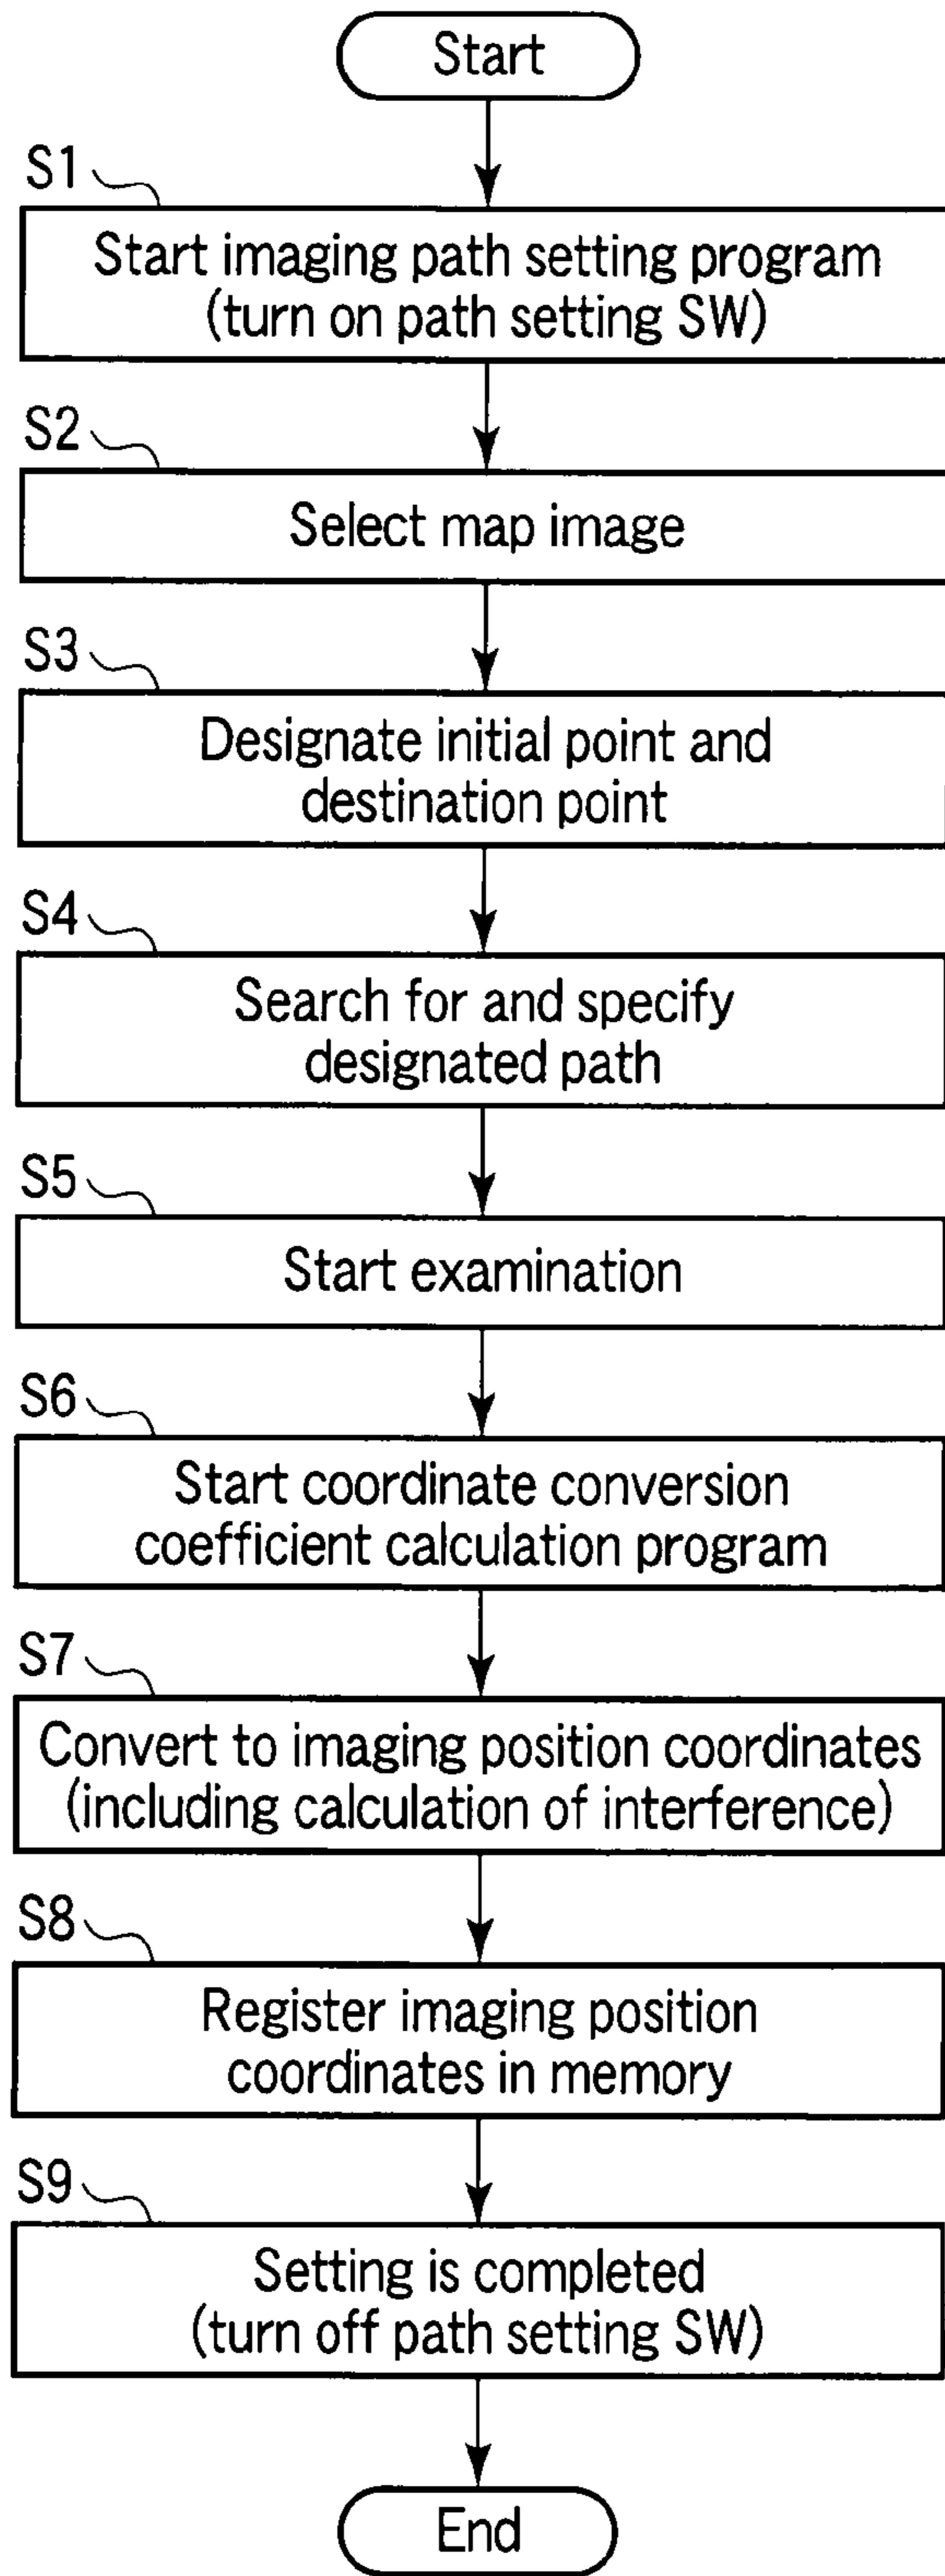 Start
S1
Start imaging path setting program
(turn on path setting SW)
S2
Select map image
S3
Designate initial point and
destination point
S4
Search for and specify
designated path
S5
Start examination
S6
Start coordinate conversion
coefficient calculation program
S7
Convert to imaging position coordinates
(including calculation of interference)
S8
Register imaging position
coordinates in memory
S9
Setting is completed
(turn off path setting SW)
End